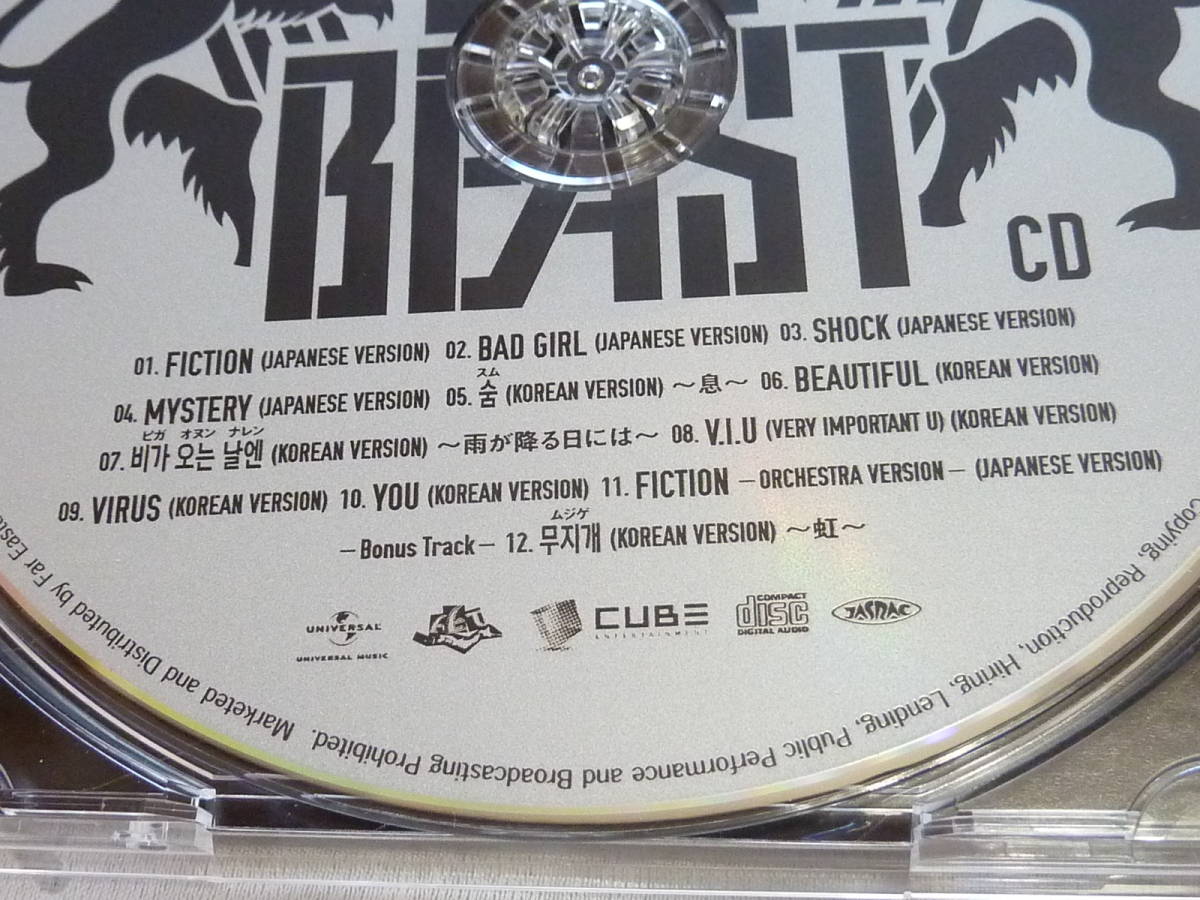 BEAST
CD
01. FICTION (JAPANESE VERSION) 02. BAD GIRL (JAPANESE VERSION) 03. SHOCK (JAPANESE VERSION)
スム
04. MYSTERY (JAPANESE VERSION) 05. 숨 (KOREAN VERSION) 〜息〜 06. BEAUTIFUL (KOREAN VERSION)
ピガ オヌン ナレン
07. 비가 오는 날엔 (KOREAN VERSION) 〜雨が降る日には〜 08. V.I.U (VERY IMPORTANT U) (KOREAN VERSION)
09. VIRUS (KOREAN VERSION) 10. YOU (KOREAN VERSION) 11. FICTION －ORCHESTRA VERSION－ (JAPANESE VERSION)
ムジゲ
－Bonus Track－ 12. 무지개 (KOREAN VERSION) 〜虹〜
UNIVERSAL
UNIVERSAL MUSIC
CUBE
ENTERTAINMENT
COMPACT
disc
DIGITAL AUDIO
JASRAC
Copying, Reproduction, Hiring, Lending, Public Performance and Broadcasting Prohibited. Marketed and Distributed by Far Easte